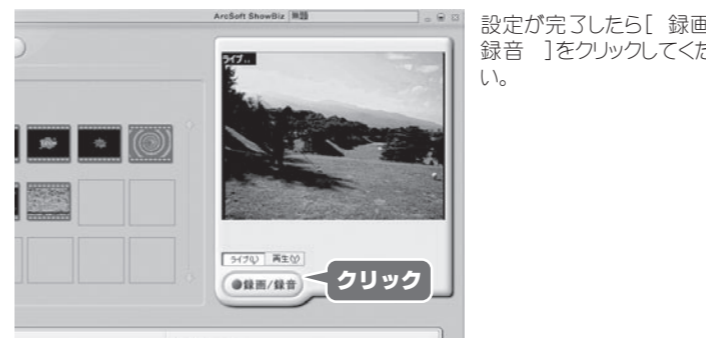 ArcSoft ShowBiz 無題
ライブ..
ライブ(L) 再生(V)
●録画/録音
クリック
設定が完了したら[ 録画
録音 ]をクリックしてくだ
い。